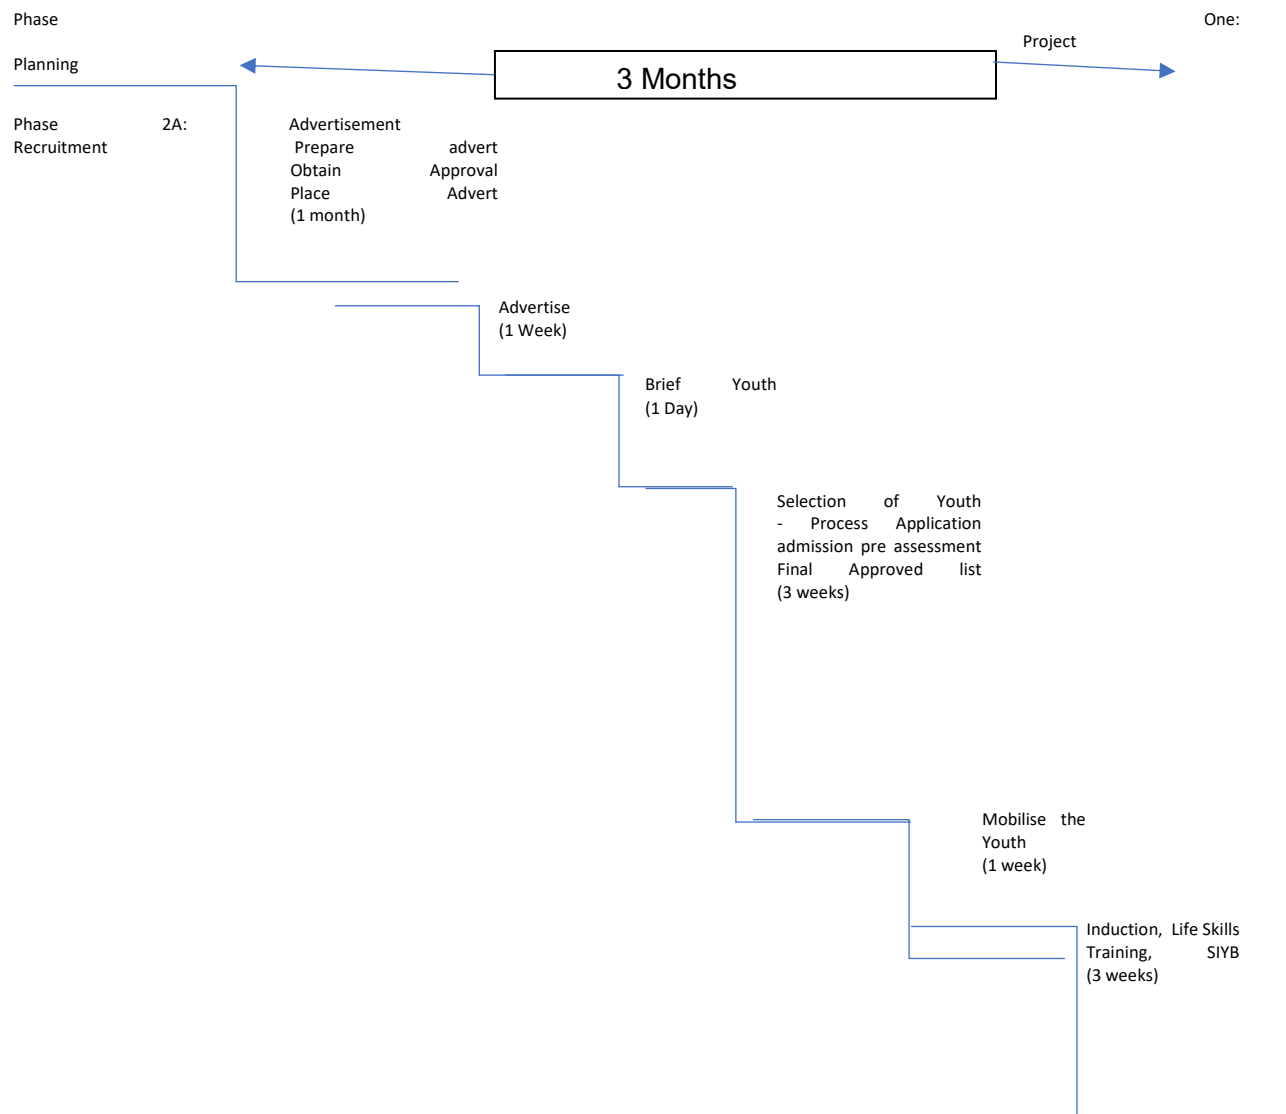 Phase One:
Project
Planning
3 Months
Phase 2A:
Recruitment
Advertisement
Prepare advert
Obtain Approval
Place Advert
(1 month)
Advertise
(1 Week)
Brief Youth
(1 Day)
Selection of Youth
- Process Application
admission pre assessment
Final Approved list
(3 weeks)
Mobilise the
Youth
(1 week)
Induction, Life Skills
Training, SIYB
(3 weeks)